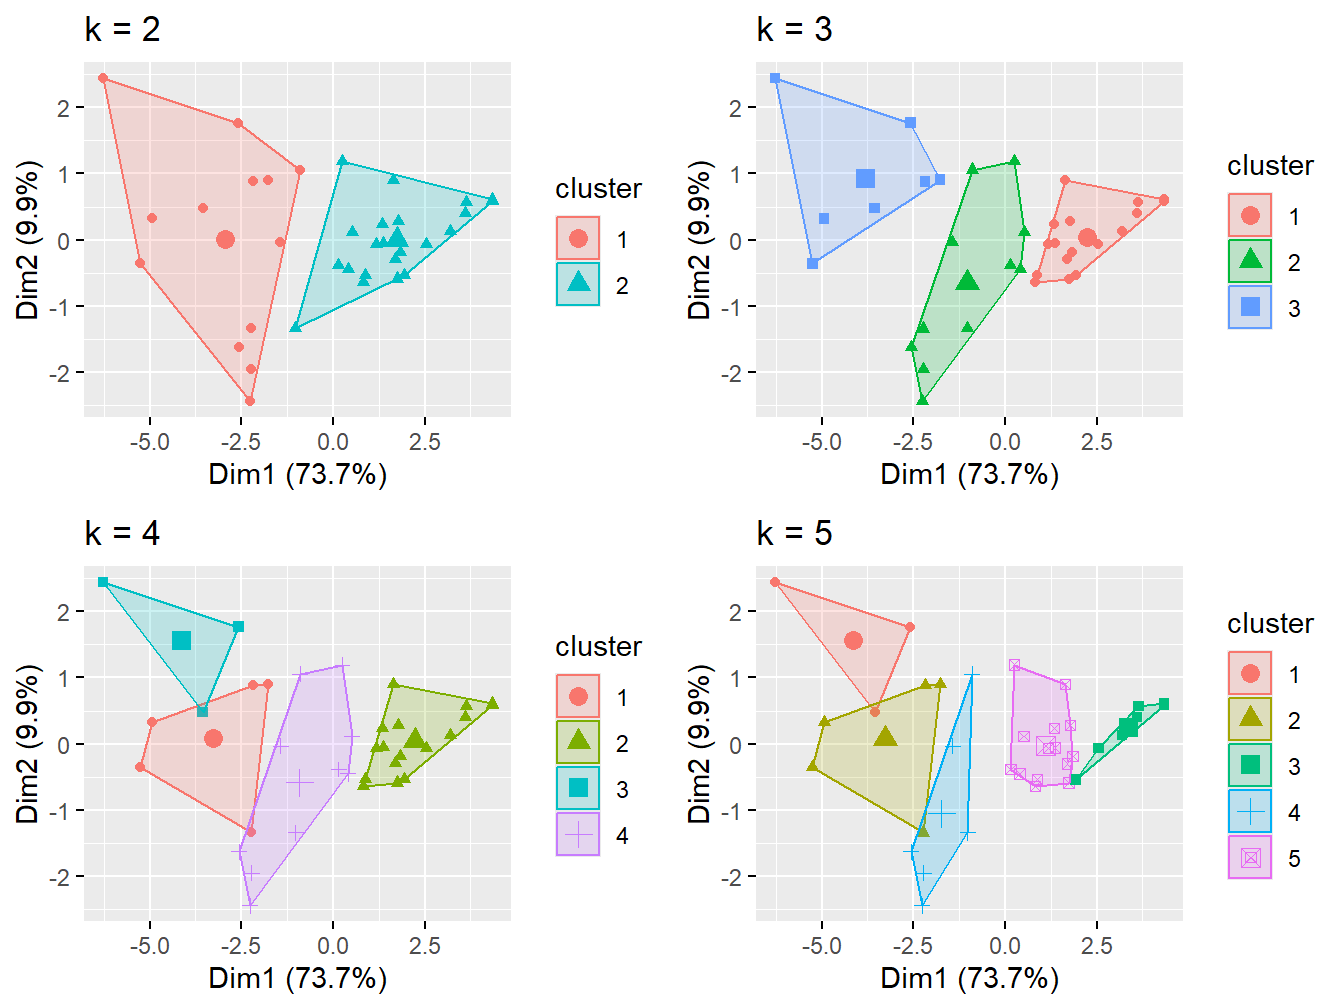 k = 2
2
1
0
-1
-2
Dim2 (9.9%)
-5.0 -2.5 0.0 2.5
Dim1 (73.7%)
cluster
1
2
k = 3
2
1
0
-1
-2
Dim2 (9.9%)
-5.0 -2.5 0.0 2.5
Dim1 (73.7%)
cluster
1
2
3
k = 4
2
1
0
-1
-2
Dim2 (9.9%)
-5.0 -2.5 0.0 2.5
Dim1 (73.7%)
cluster
1
2
3
4
k = 5
2
1
0
-1
-2
Dim2 (9.9%)
-5.0 -2.5 0.0 2.5
Dim1 (73.7%)
cluster
1
2
3
4
5